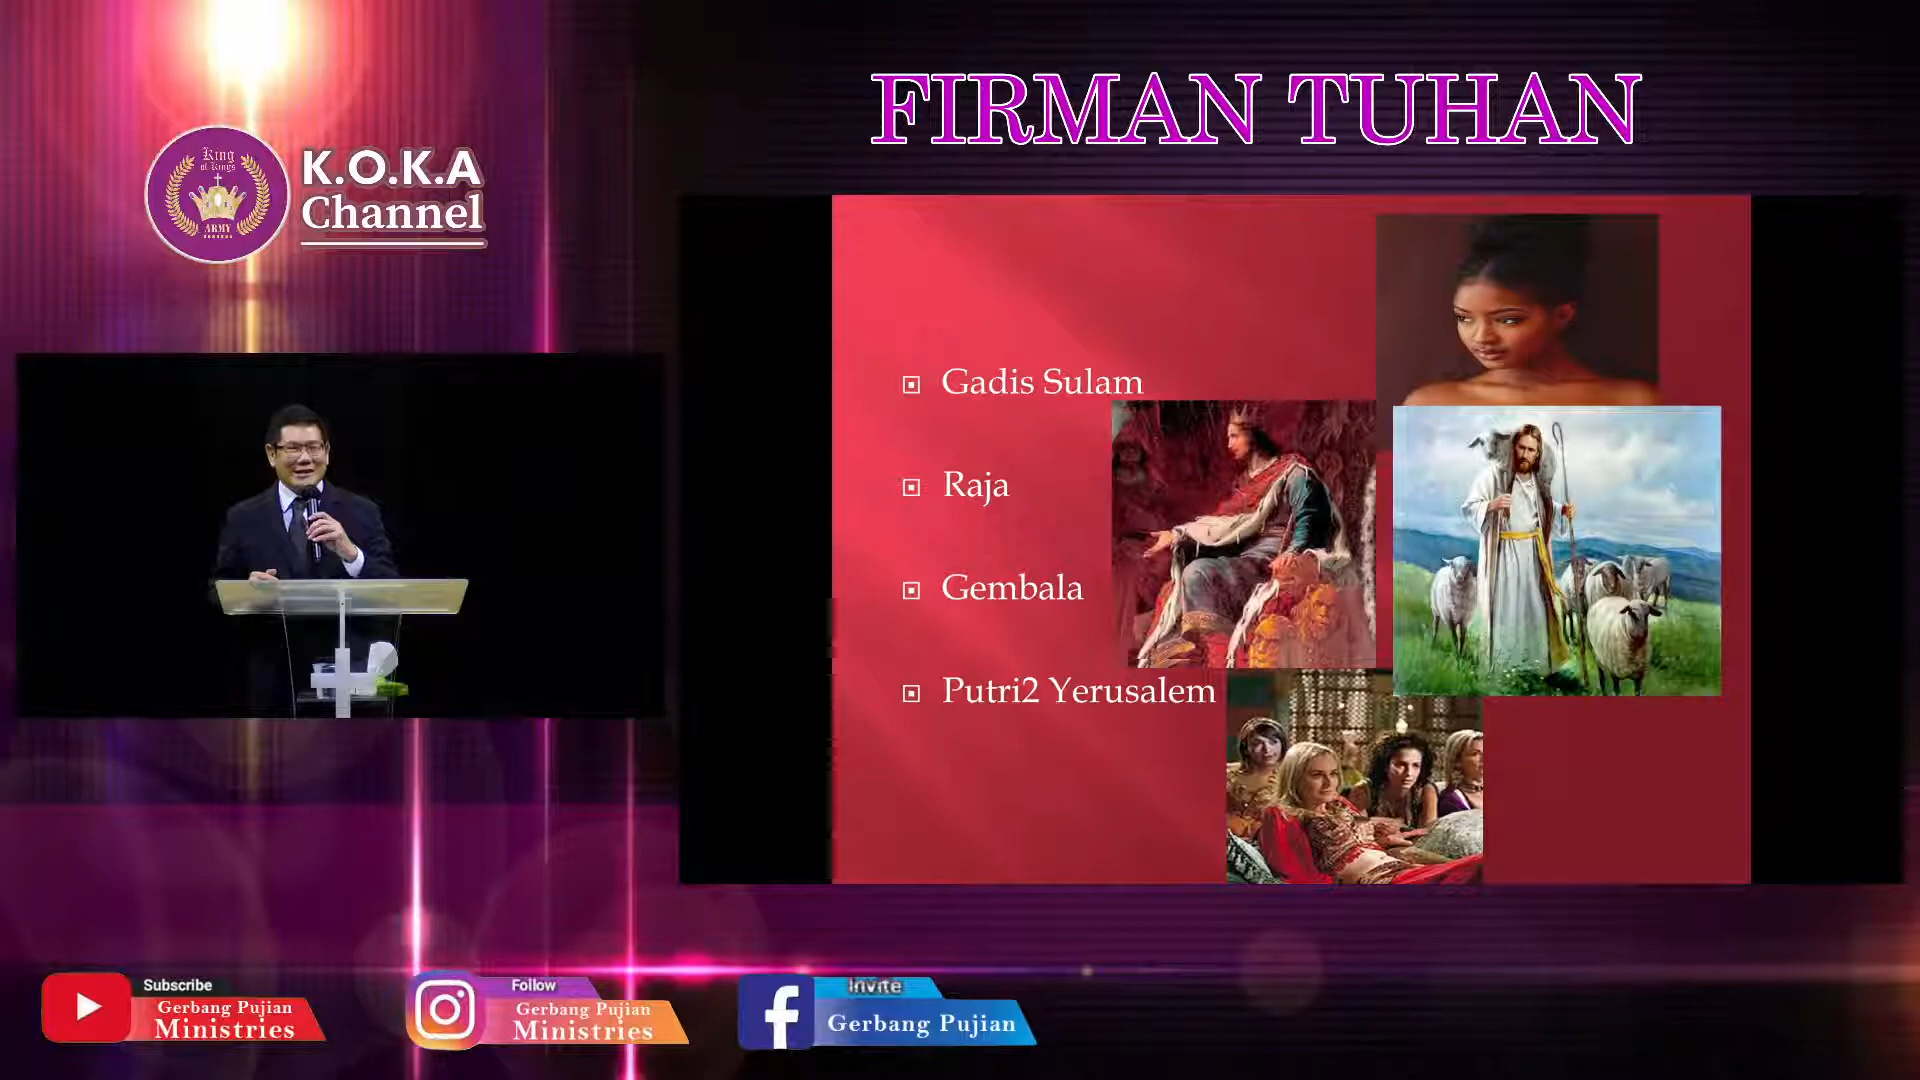 FIRMAN TUHAN
King
of Kings
ARMY
K.O.K.A
Channel
Gadis Sulam
Raja
Gembala
Putri2 Yerusalem
Subscribe
Gerbang Pujian
Ministries
Follow
Gerbang Pujian
Ministries
Invite
Gerbang Pujian